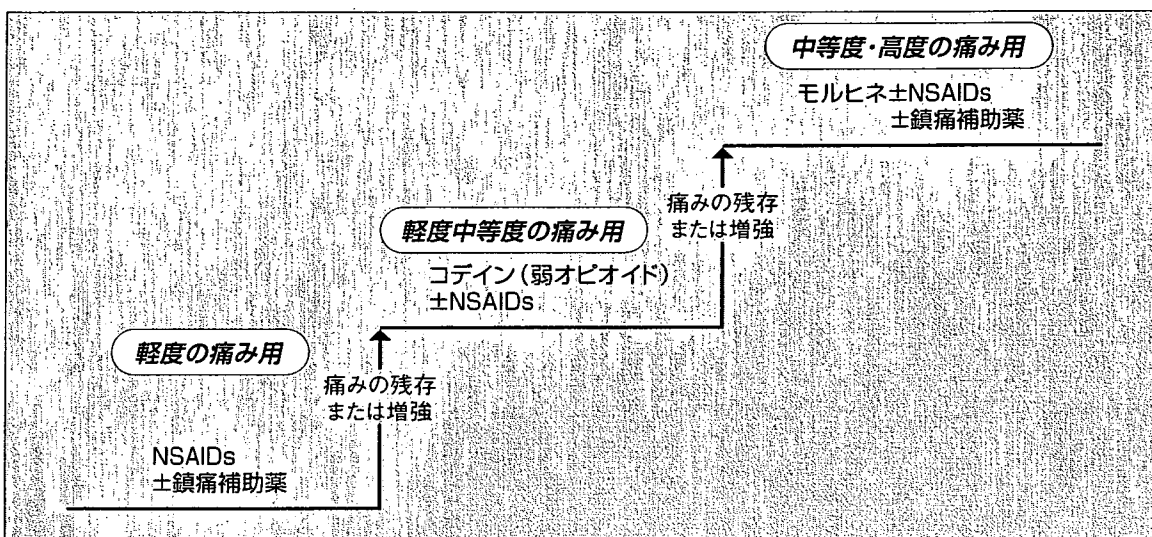 中等度・高度の痛み用
モルヒネ±NSAIDs
±鎮痛補助薬
痛みの残存
または増強
軽度中等度の痛み用
コデイン（弱オピオイド）
±NSAIDs
軽度の痛み用
痛みの残存
または増強
NSAIDs
±鎮痛補助薬